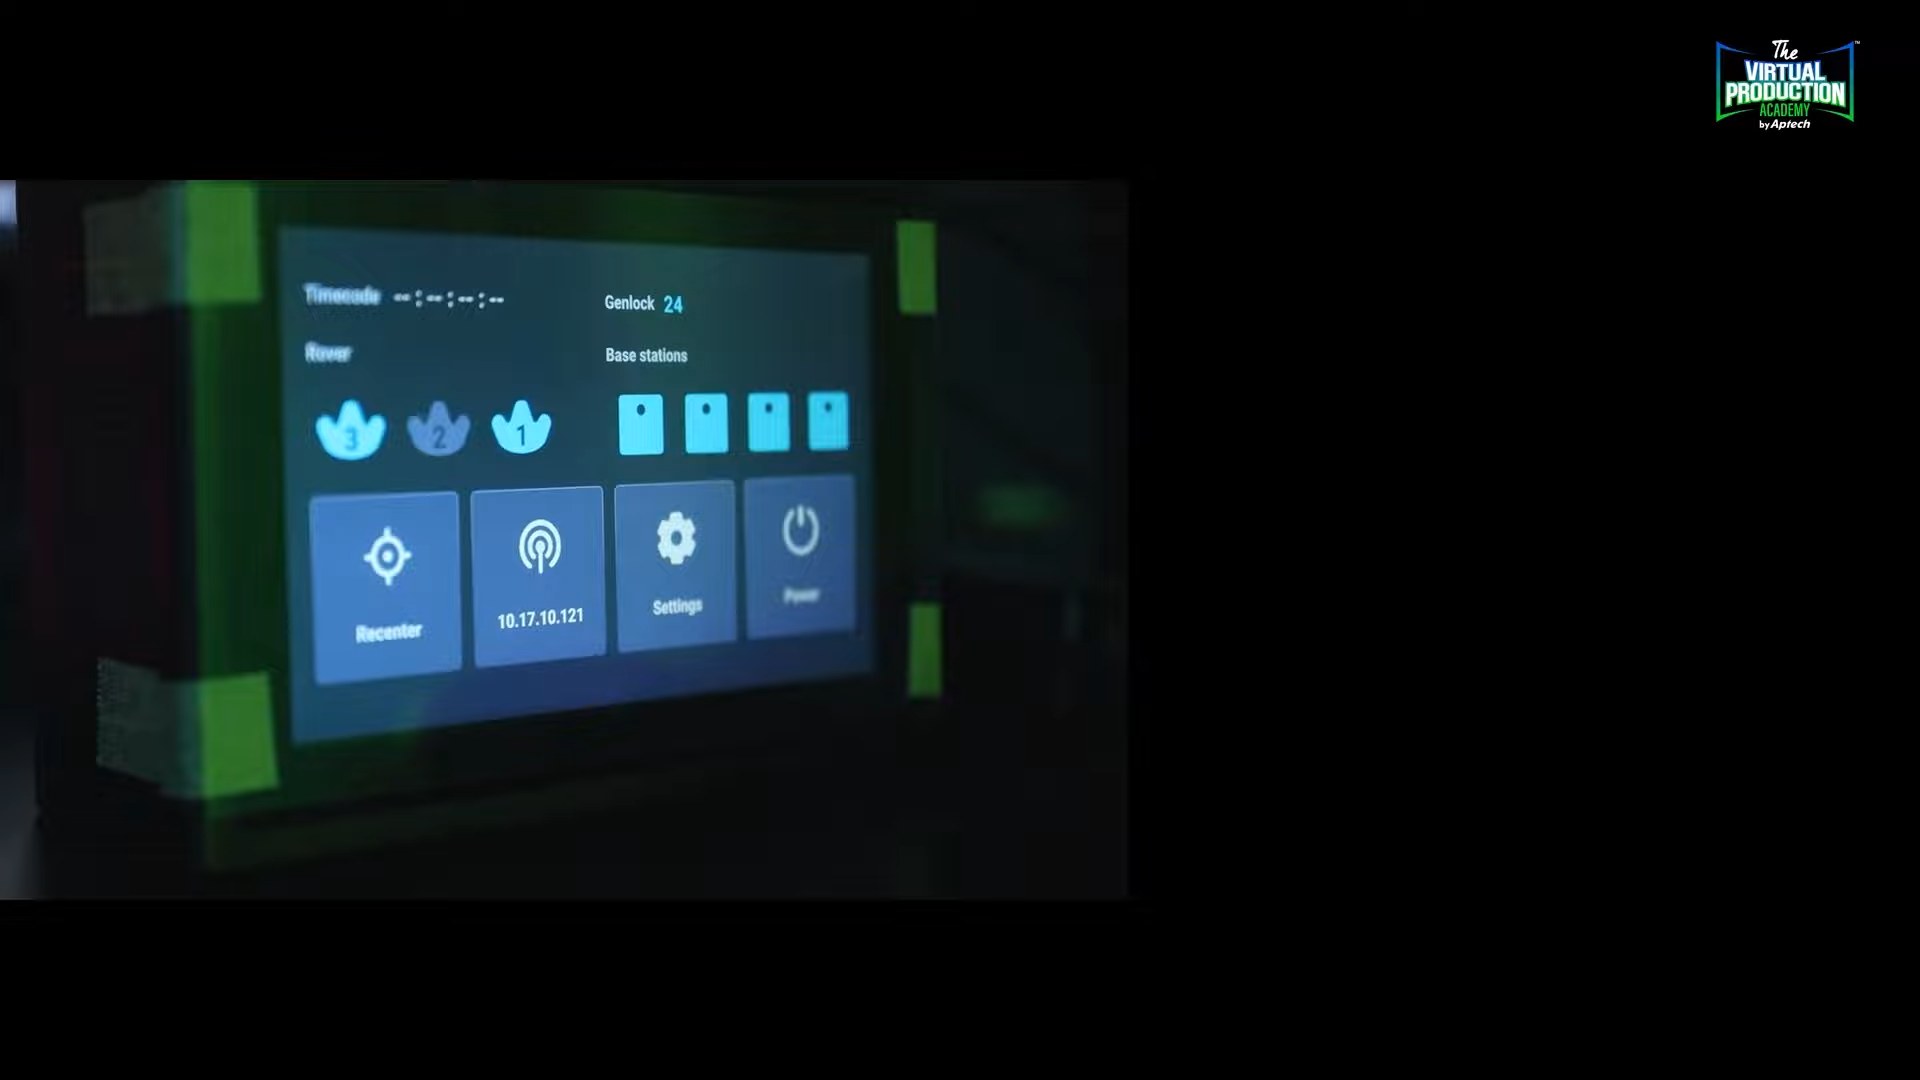 The
VIRTUAL
PRODUCTION
ACADEMY
by Aptech
™
Timecode --:--:--:--
Genlock 24
Rover
Base stations
3 2 1
Recenter
10.17.10.121
Settings
Power